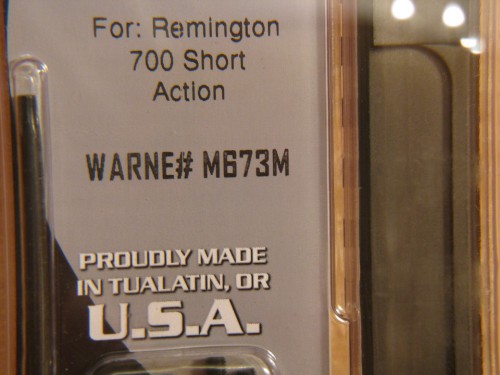 For: Remington
700 Short
Action
WARNE# M673M
PROUDLY MADE
IN TUALATIN, OR
U.S.A.